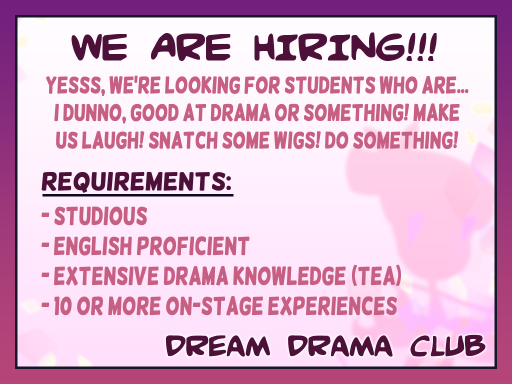 WE ARE HIRING!!!
YESSS, WE'RE LOOKING FOR STUDENTS WHO ARE...
I DUNNO, GOOD AT DRAMA OR SOMETHING! MAKE
US LAUGH! SNATCH SOME WIGS! DO SOMETHING!
REQUIREMENTS:
- STUDIOUS
- ENGLISH PROFICIENT
- EXTENSIVE DRAMA KNOWLEDGE (TEA)
- 10 OR MORE ON-STAGE EXPERIENCES
DREAM DRAMA CLUB